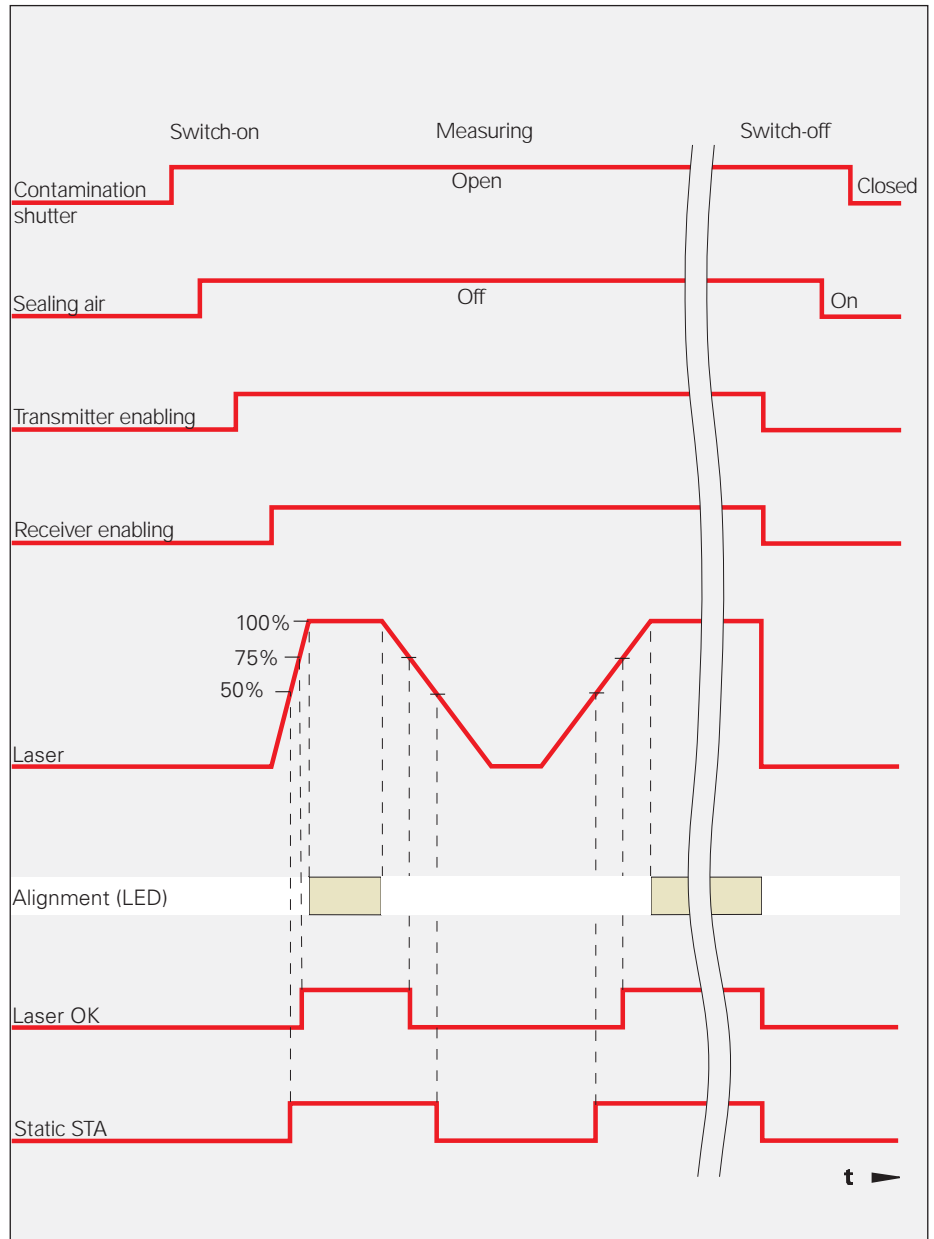 Switch-on Measuring Switch-off
Contamination
shutter
Open
Closed
Sealing air
Off
On
Transmitter enabling
Receiver enabling
100%
75%
50%
Laser
Alignment (LED)
Laser OK
Static STA
t